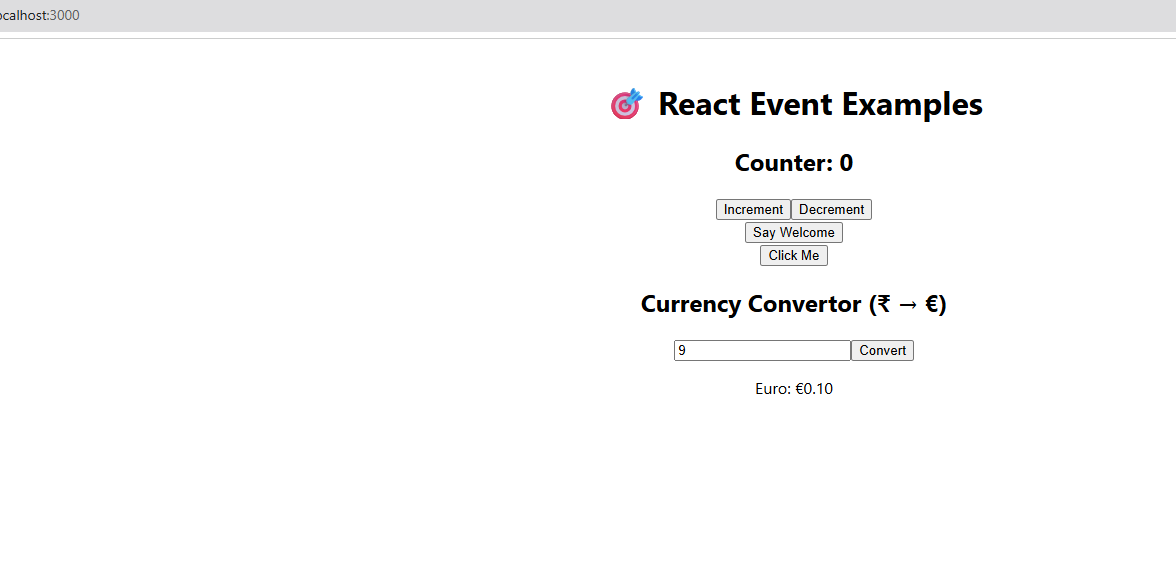 ocalhost:3000
🎯 React Event Examples
Counter: 0
Increment Decrement
Say Welcome
Click Me
Currency Convertor (₹ → €)
9 Convert
Euro: €0.10